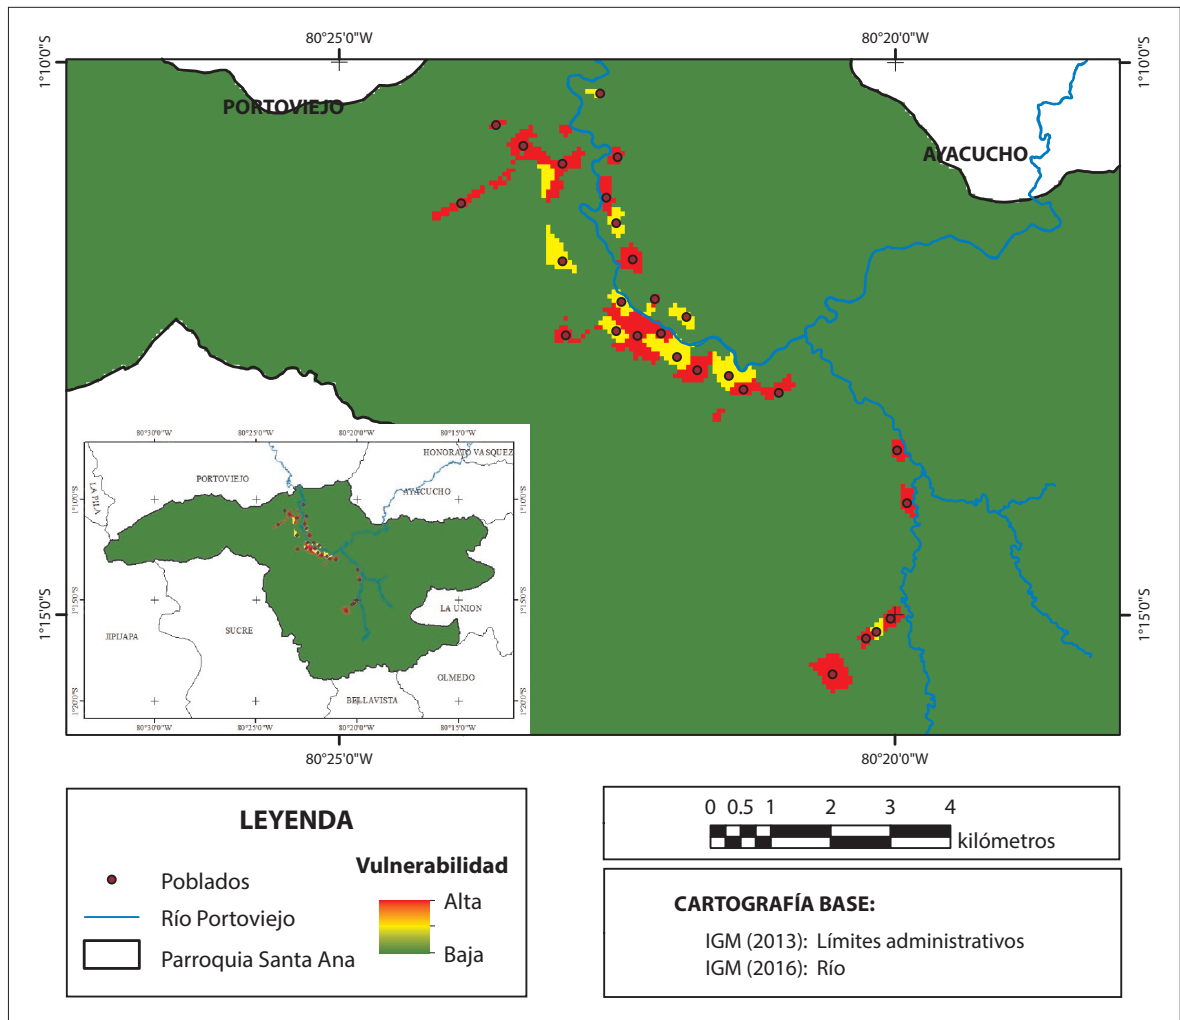 80°25'0"W 80°20'0"W
1°10'0"S 1°10'0"S
PORTOVIEJO
AYACUCHO
80°30'0"W 80°25'0"W 80°20'0"W 80°15'0"W
HONORATO VASQUEZ
PORTOVIEJO
LA PILA
AYACUCHO
1°10'0"S 1°10'0"S
1°15'0"S 1°15'0"S
LA UNION
JIPIJAPA
SUCRE
OLMEDO
BELLAVISTA
1°20'0"S 1°20'0"S
80°30'0"W 80°25'0"W 80°20'0"W 80°15'0"W
1°15'0"S 1°15'0"S
80°25'0"W 80°20'0"W
LEYENDA
Poblados
Río Portoviejo
Parroquia Santa Ana
Vulnerabilidad
Alta
Baja
0 0.5 1 2 3 4
kilómetros
CARTOGRAFÍA BASE:
IGM (2013): Límites administrativos
IGM (2016): Río